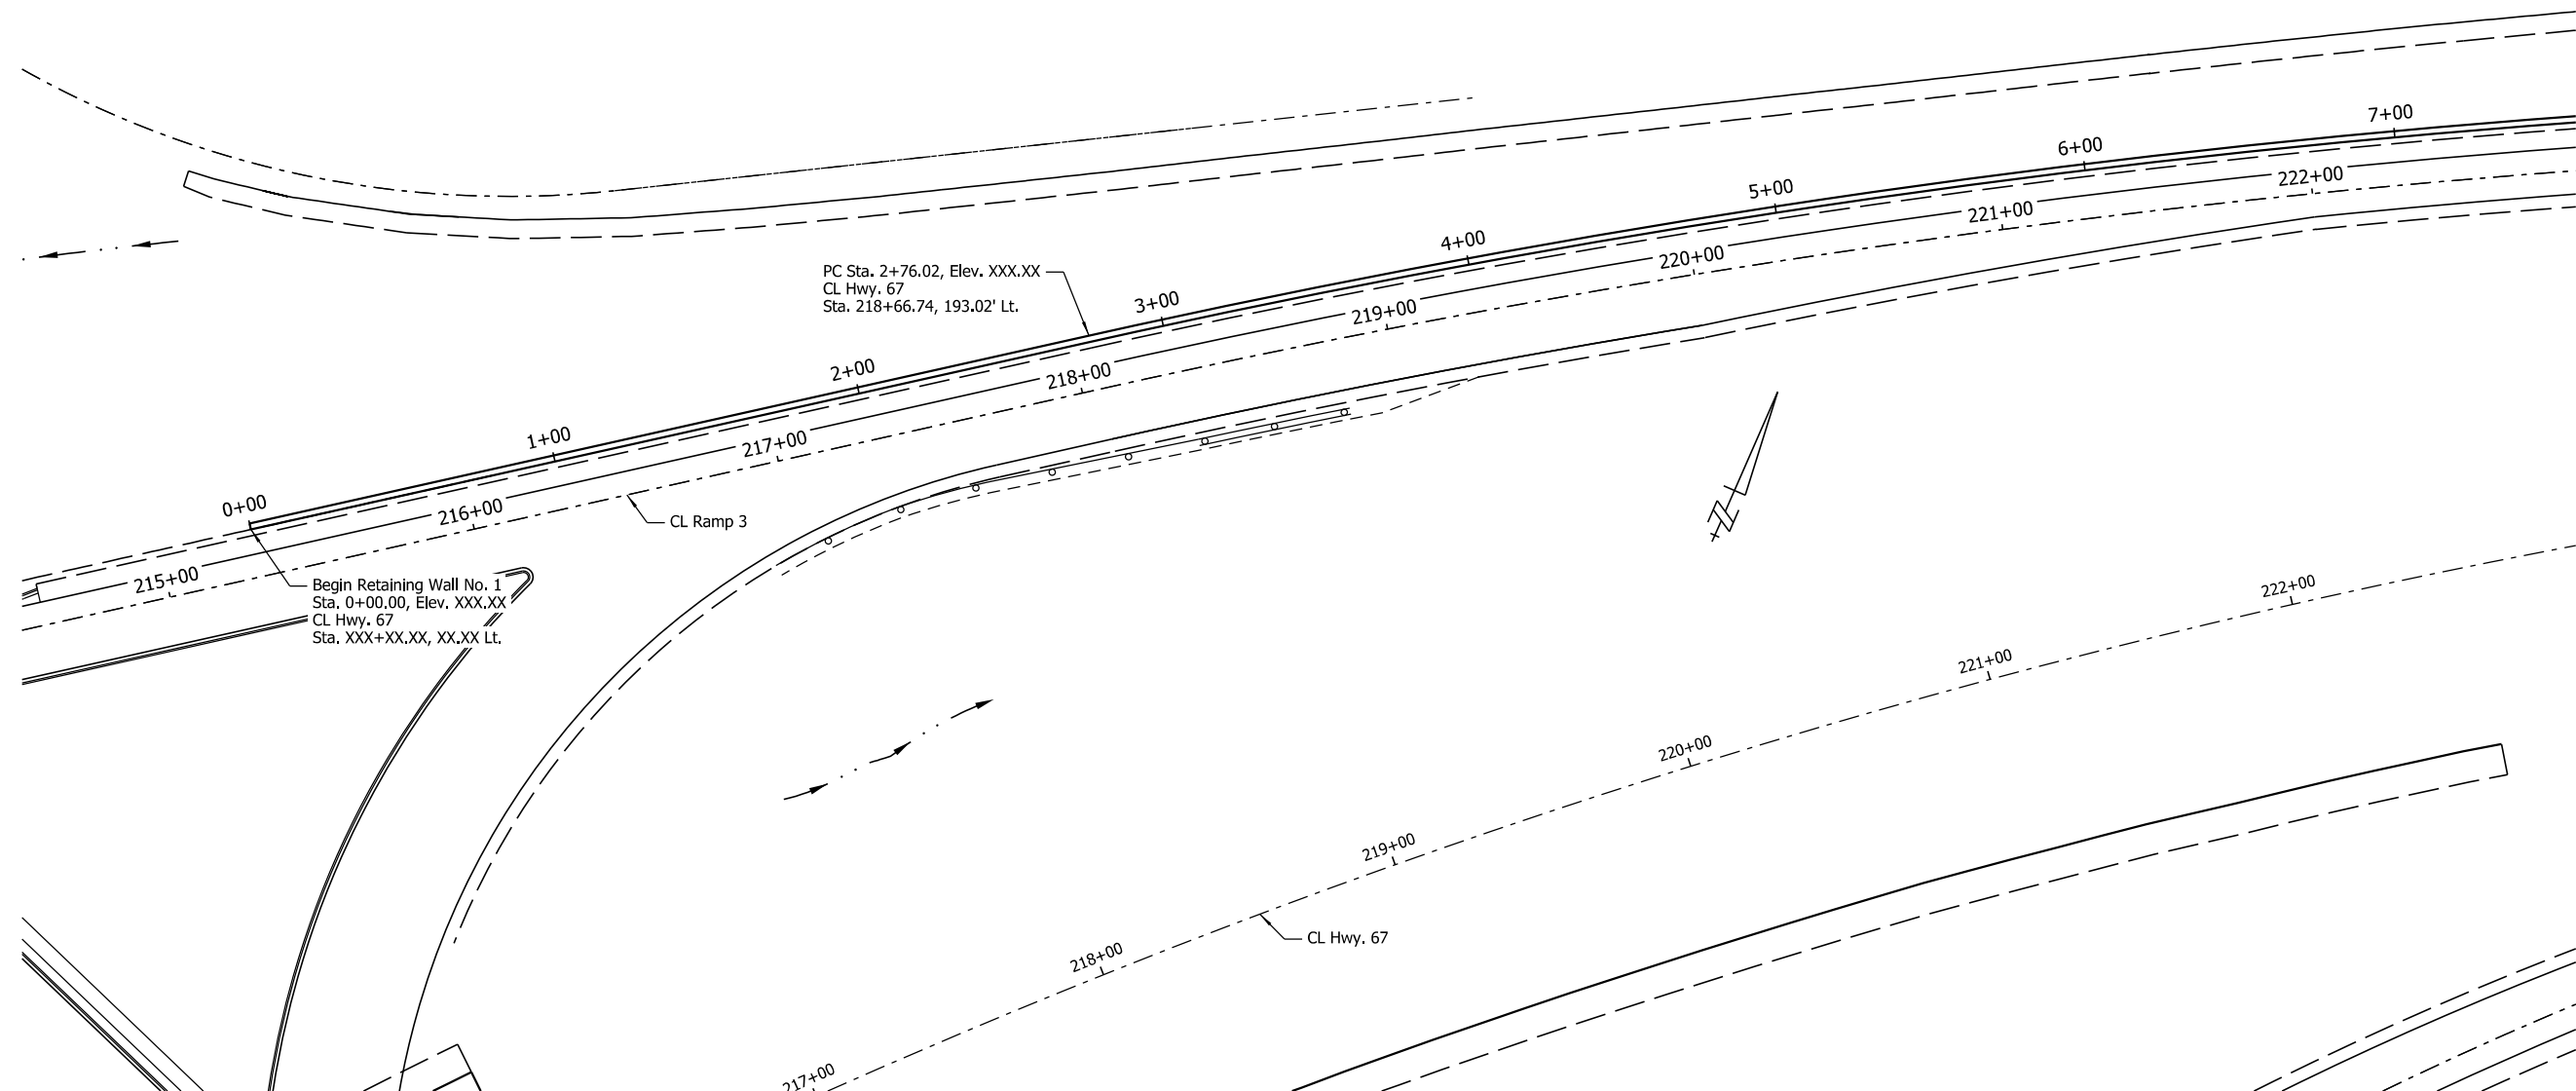 7+00
6+00
222+00
5+00
221+00
4+00
220+00
PC Sta. 2+76.02, Elev. XXX.XX
CL Hwy. 67
Sta. 218+66.74, 193.02' Lt.
3+00
219+00
2+00
218+00
1+00
217+00
0+00
216+00
CL Ramp 3
215+00
Begin Retaining Wall No. 1
Sta. 0+00.00, Elev. XXX.XX
CL Hwy. 67
Sta. XXX+XX.XX, XX.XX Lt.
N
222+00
221+00
220+00
219+00
CL Hwy. 67
218+00
217+00